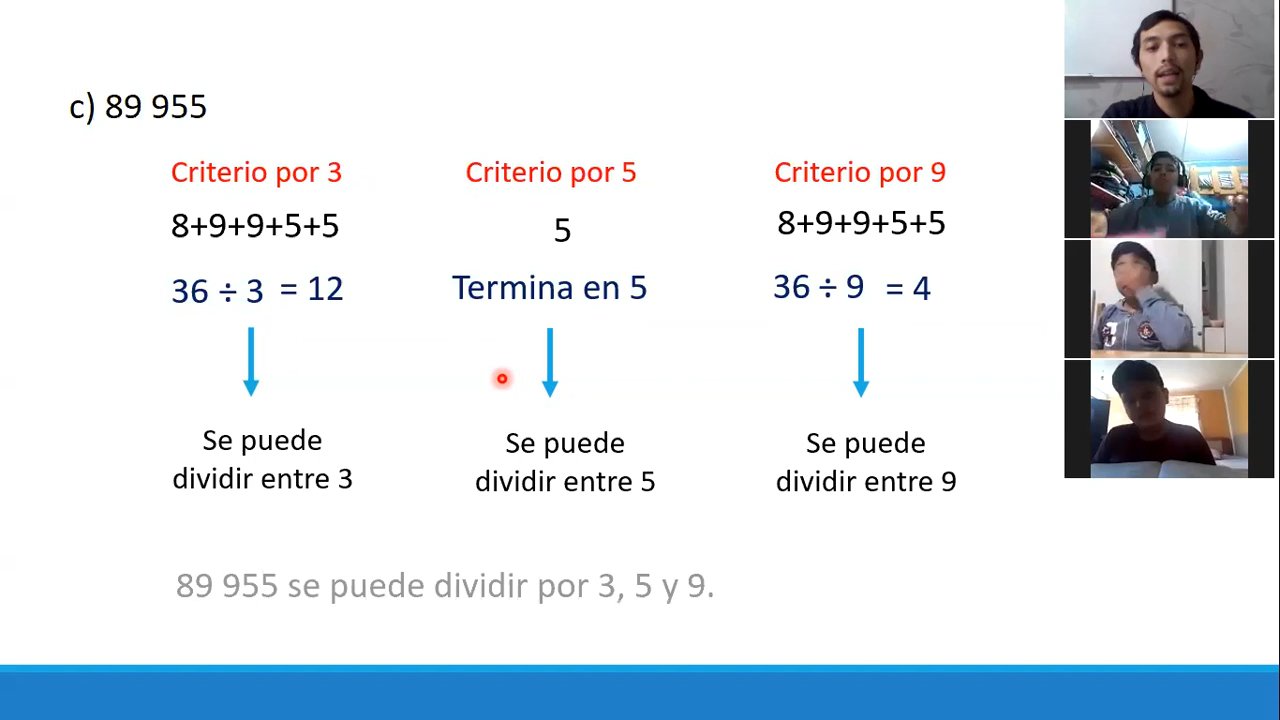 c) 89 955
Criterio por 3
8+9+9+5+5
36 ÷ 3 = 12
Se puede
dividir entre 3
Criterio por 5
5
Termina en 5
Se puede
dividir entre 5
Criterio por 9
8+9+9+5+5
36 ÷ 9 = 4
Se puede
dividir entre 9
89 955 se puede dividir por 3, 5 y 9.